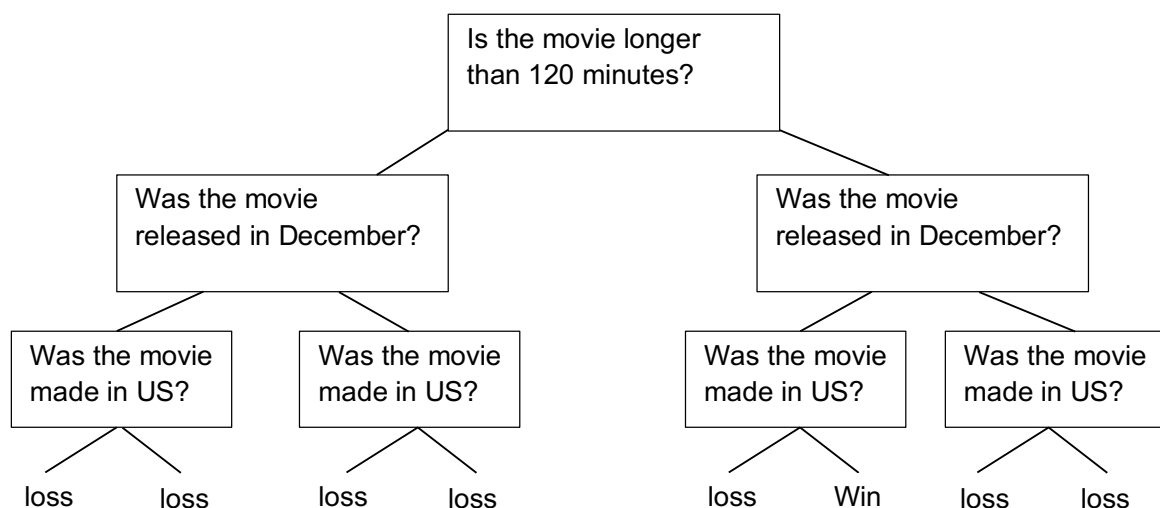 Is the movie longer
than 120 minutes?
Was the movie
released in December?
Was the movie
released in December?
Was the movie
made in US?
Was the movie
made in US?
Was the movie
made in US?
Was the movie
made in US?
loss
loss
loss
loss
loss
Win
loss
loss